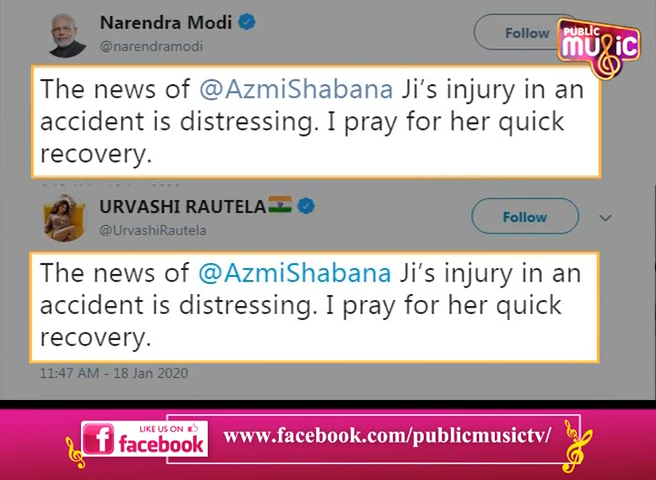 Narendra Modi
@narendramodi
Follow
PUBLIC
MUSIC
The news of @AzmiShabana Ji's injury in an
accident is distressing. I pray for her quick
recovery.
URVASHI RAUTELA
@UrvashiRautela
Follow
The news of @AzmiShabana Ji's injury in an
accident is distressing. I pray for her quick
recovery.
11:47 AM - 18 Jan 2020
LIKE US ON
f facebook
www.facebook.com/publicmusictv/